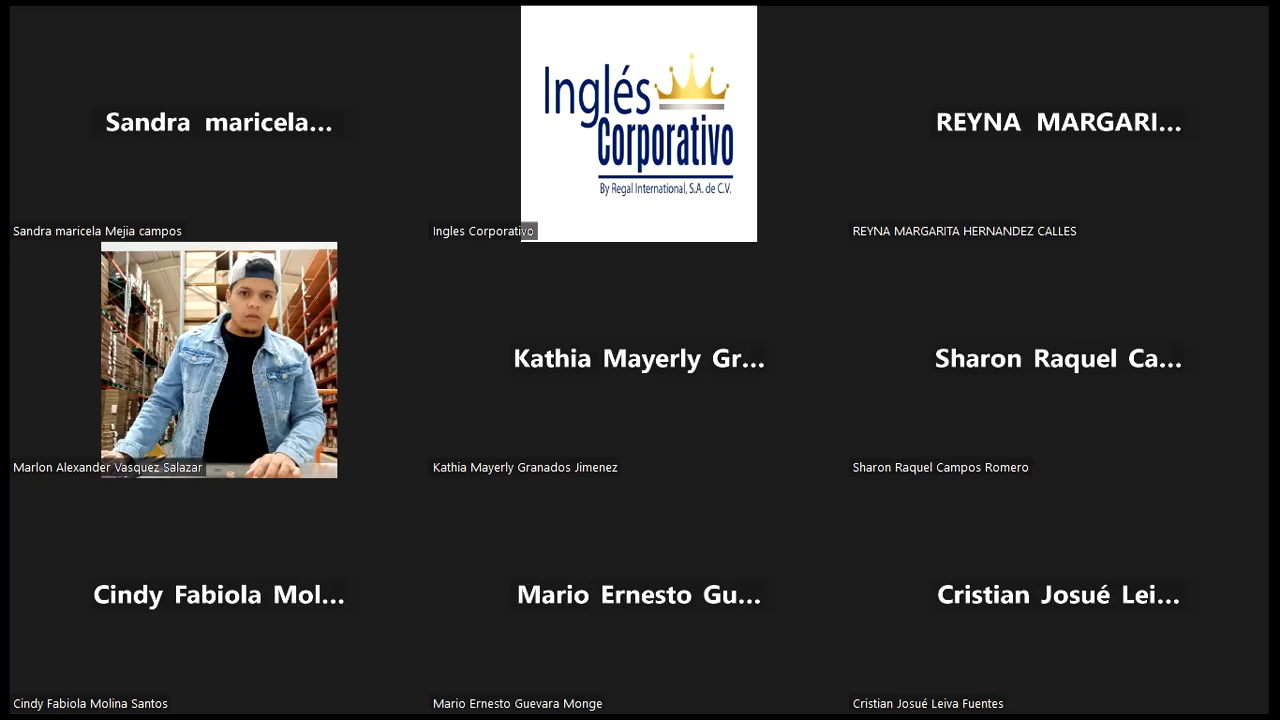 Sandra maricela...
Inglés
Corporativo
By Regal International, S.A. de C.V.
REYNA MARGARI...
Sandra maricela Mejia campos
Ingles Corporativo
REYNA MARGARITA HERNANDEZ CALLES
Kathia Mayerly Gr...
Sharon Raquel Ca...
Marlon Alexander Vasquez Salazar
Kathia Mayerly Granados Jimenez
Sharon Raquel Campos Romero
Cindy Fabiola Mol...
Mario Ernesto Gu...
Cristian Josué Lei...
Cindy Fabiola Molina Santos
Mario Ernesto Guevara Monge
Cristian Josué Leiva Fuentes